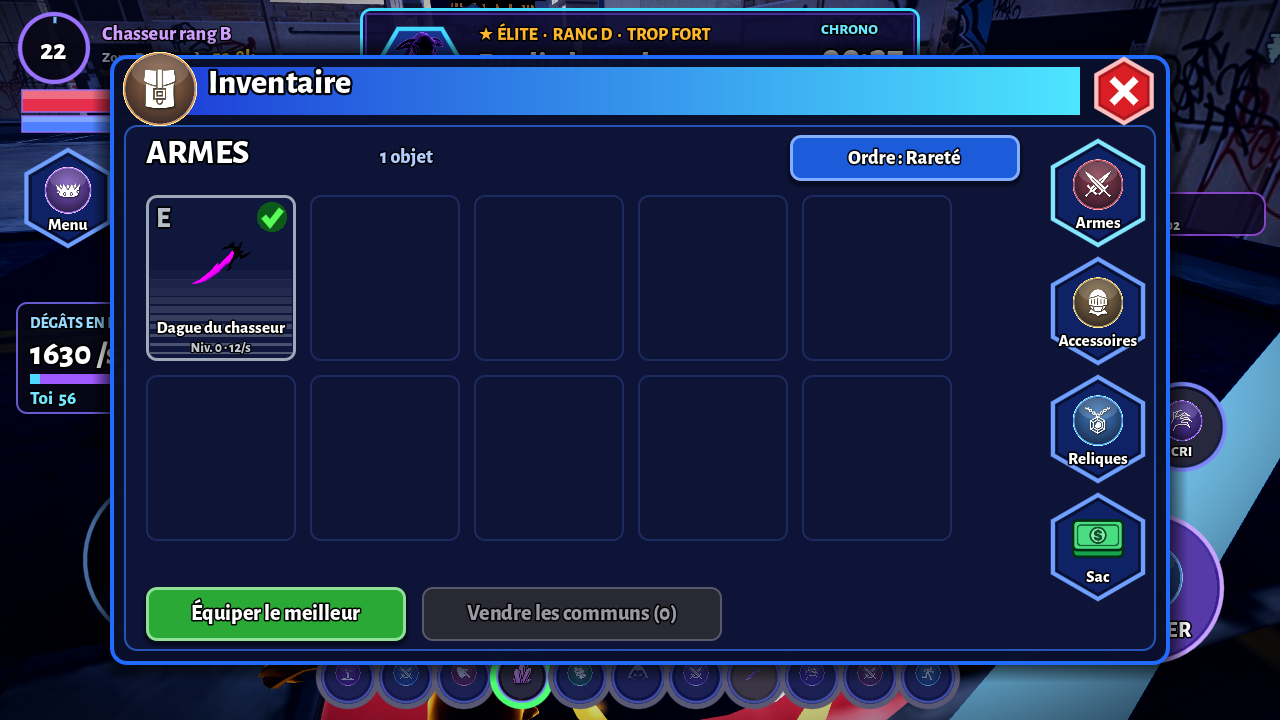 22
Chasseur rang B
★ ÉLITE · RANG D · TROP FORT
CHRONO
Inventaire
ARMES
1 objet
Ordre : Rareté
E
Dague du chasseur
Niv. 0 · 12/s
Menu
DÉGÂTS EN
1630 /s
Toi 56
Armes
Accessoires
Reliques
Sac
CRI
ER
Équiper le meilleur
Vendre les communs (0)